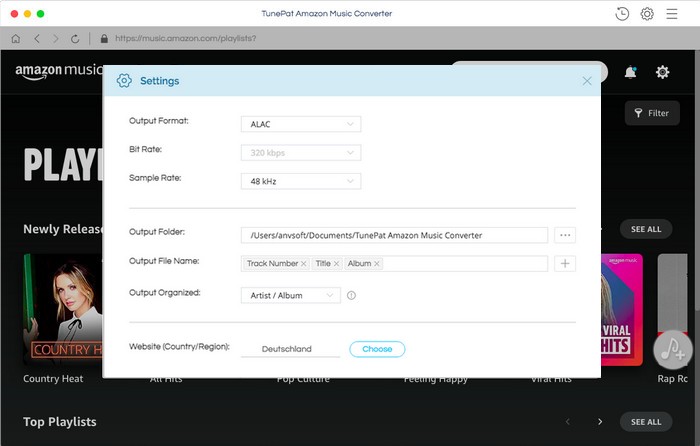 TunePat Amazon Music Converter
https://music.amazon.com/playlists?
amazon music
Settings
Filter
Output Format: ALAC
Bit Rate: 320 kbps
Sample Rate: 48 kHz
Newly Release
SEE ALL
Output Folder: /Users/anvsoft/Documents/TunePat Amazon Music Converter ...
Output File Name: Track Number Title Album
Output Organized: Artist / Album
Website (Country/Region): Deutschland Choose
COUNTRY H
VIRAL
HITS
Country Heat All Hits Pop Culture Feeling Happy Viral Hits Rap Ro
Top Playlists SEE ALL